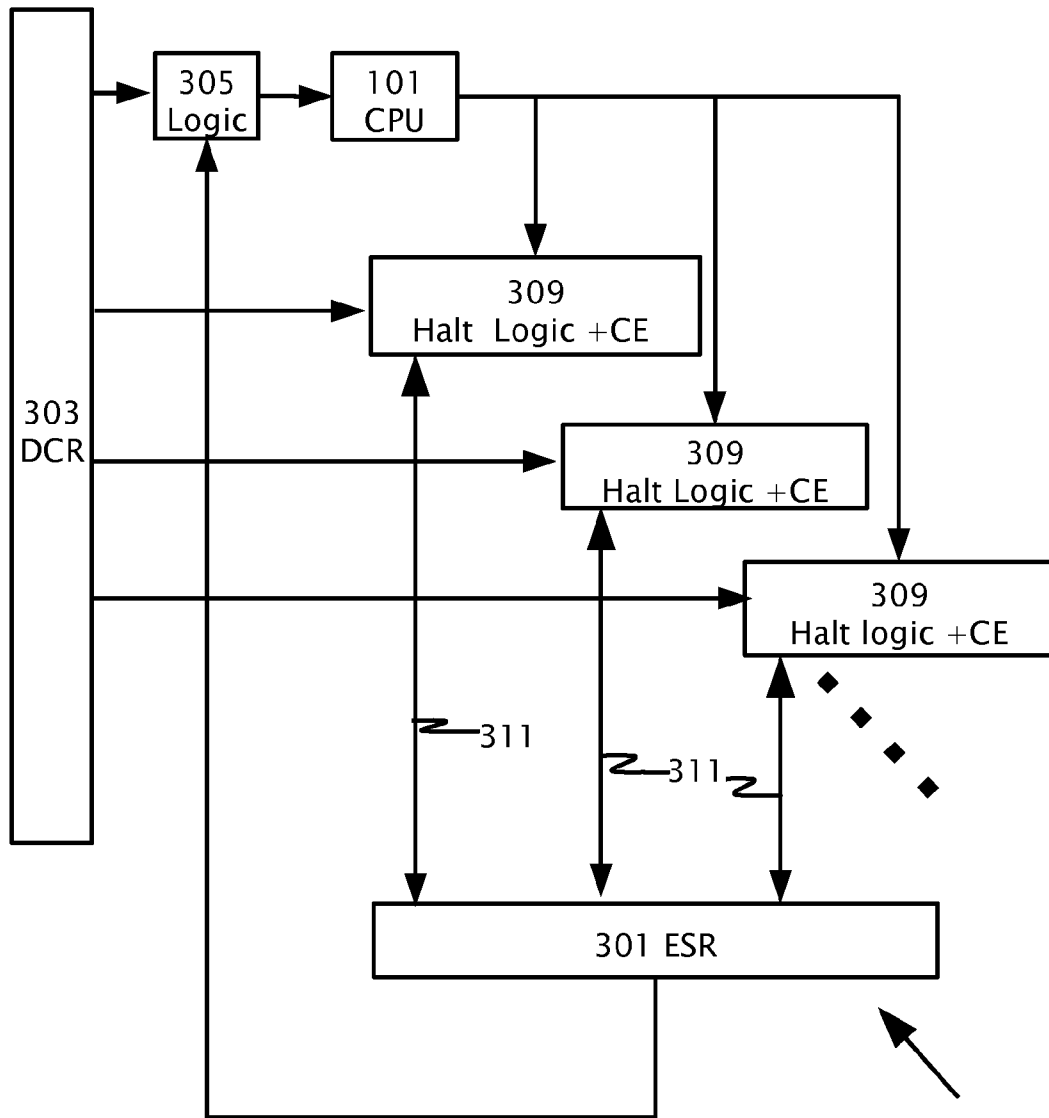 305
Logic
101
CPU
309
Halt Logic +CE
303
DCR
309
Halt Logic +CE
309
Halt logic +CE
311
311
301 ESR